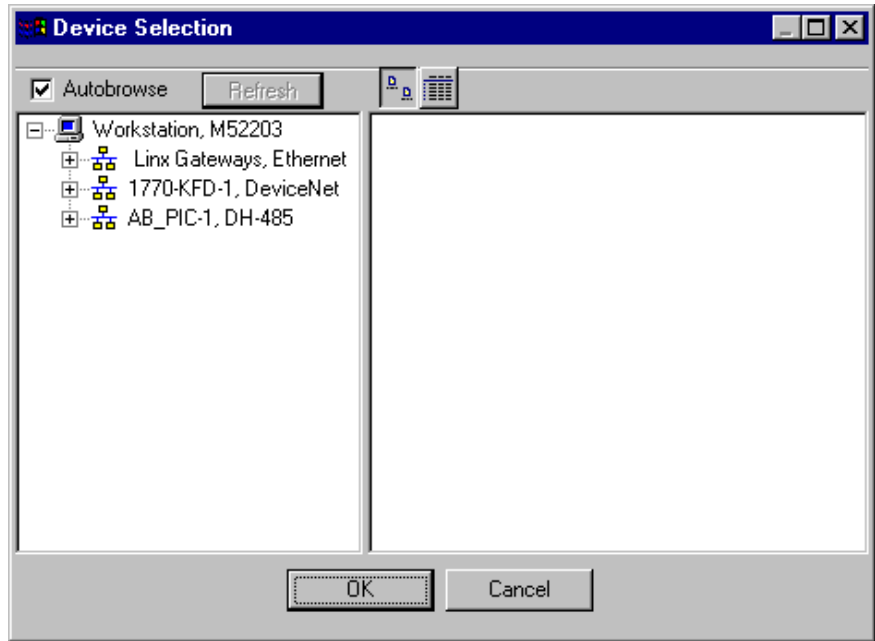 Device Selection
Autobrowse Refresh
Workstation, M52203
Linx Gateways, Ethernet
1770-KFD-1, DeviceNet
AB_PIC-1, DH-485
OK Cancel